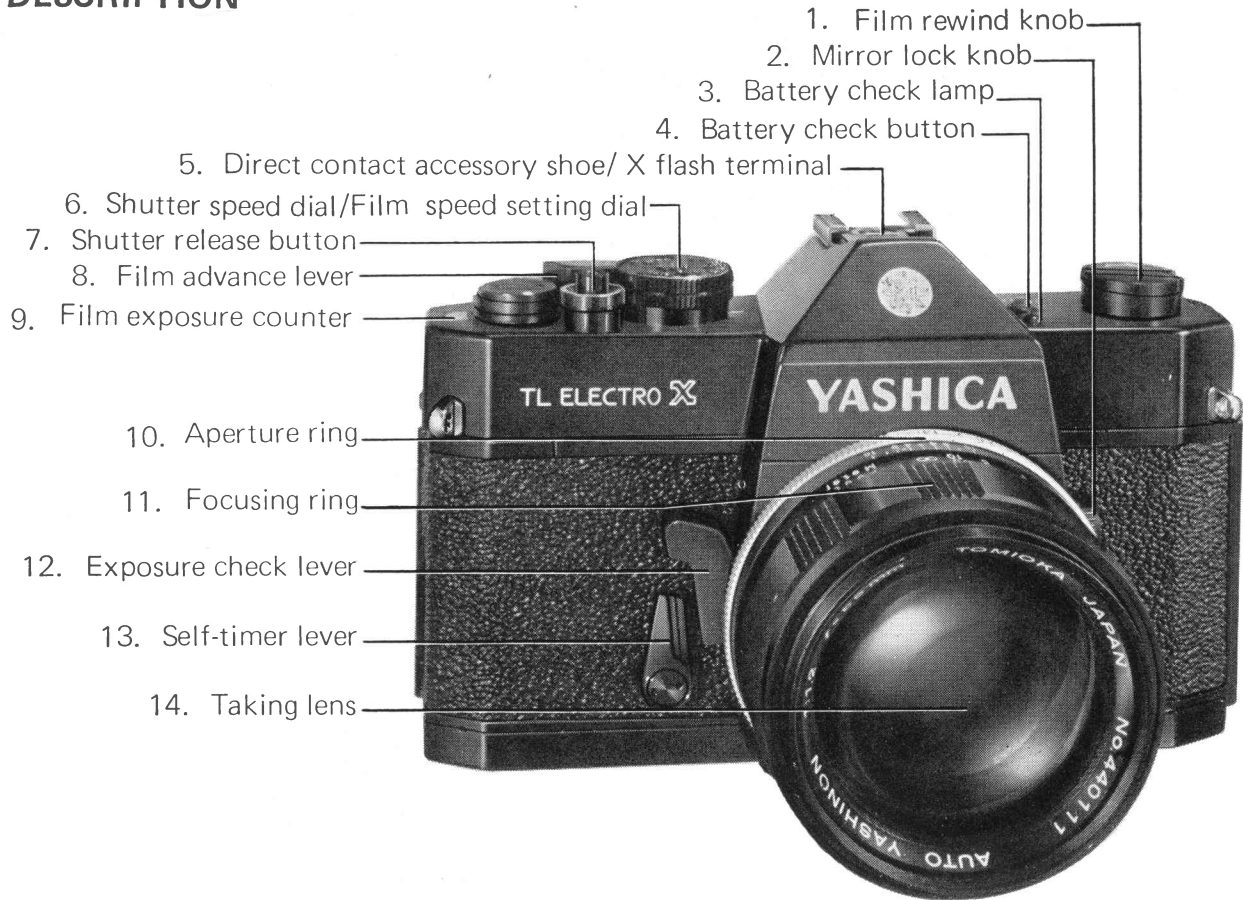 DESCRIPTION
1. Film rewind knob
2. Mirror lock knob
3. Battery check lamp
4. Battery check button
5. Direct contact accessory shoe/ X flash terminal
6. Shutter speed dial/Film speed setting dial
7. Shutter release button
8. Film advance lever
9. Film exposure counter
TL ELECTRO X
YASHICA
10. Aperture ring
11. Focusing ring
12. Exposure check lever
13. Self-timer lever
14. Taking lens
TOMIOKA JAPAN No.440111
AUTO YASHINON